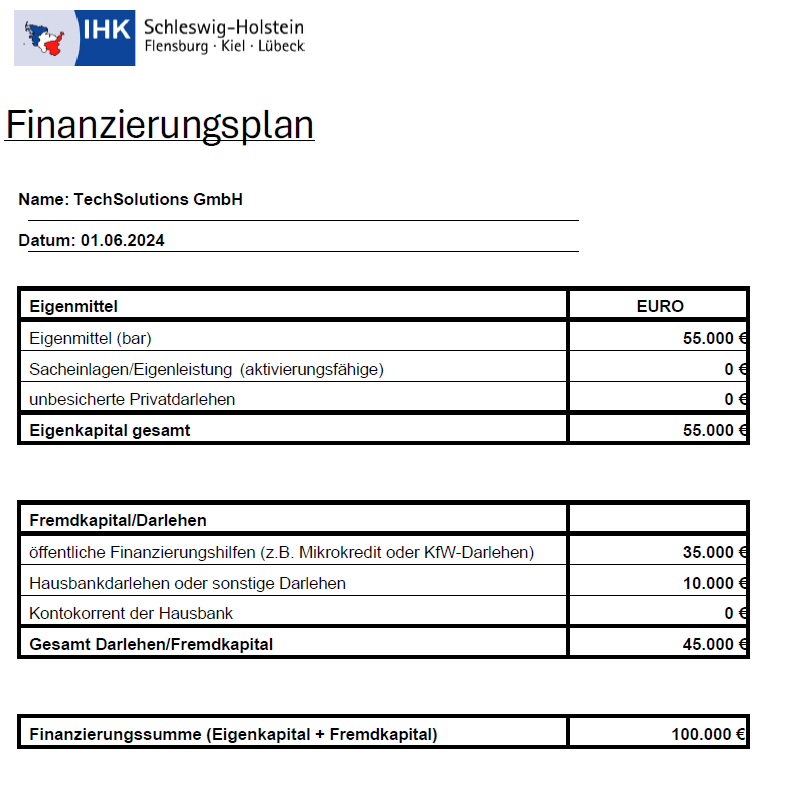 IHK Schleswig-Holstein
Flensburg · Kiel · Lübeck
Finanzierungsplan
Name: TechSolutions GmbH
Datum: 01.06.2024
Eigenmittel EURO
Eigenmittel (bar) 55.000 €
Sacheinlagen/Eigenleistung (aktivierungsfähige) 0 €
unbesicherte Privatdarlehen 0 €
Eigenkapital gesamt 55.000 €
Fremdkapital/Darlehen
öffentliche Finanzierungshilfen (z.B. Mikrokredit oder KfW-Darlehen) 35.000 €
Hausbankdarlehen oder sonstige Darlehen 10.000 €
Kontokorrent der Hausbank 0 €
Gesamt Darlehen/Fremdkapital 45.000 €
Finanzierungssumme (Eigenkapital + Fremdkapital) 100.000 €